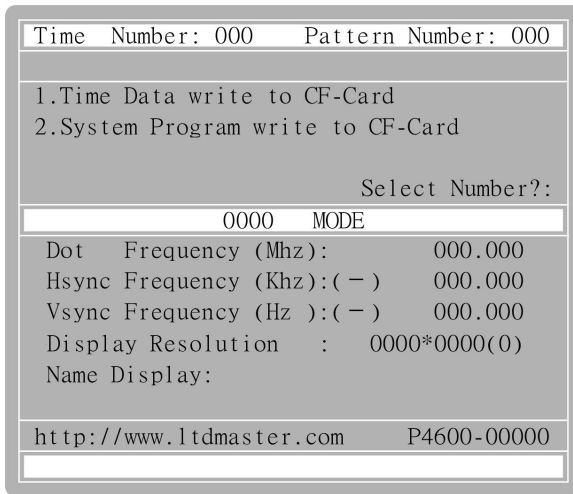 Time Number: 000 Pattern Number: 000
1.Time Data write to CF-Card
2.System Program write to CF-Card
Select Number?:
0000 MODE
Dot Frequency (Mhz): 000.000
Hsync Frequency (Khz):(－) 000.000
Vsync Frequency (Hz ):(－) 000.000
Display Resolution : 0000*0000(0)
Name Display:
http://www.ltdmaster.com P4600-00000